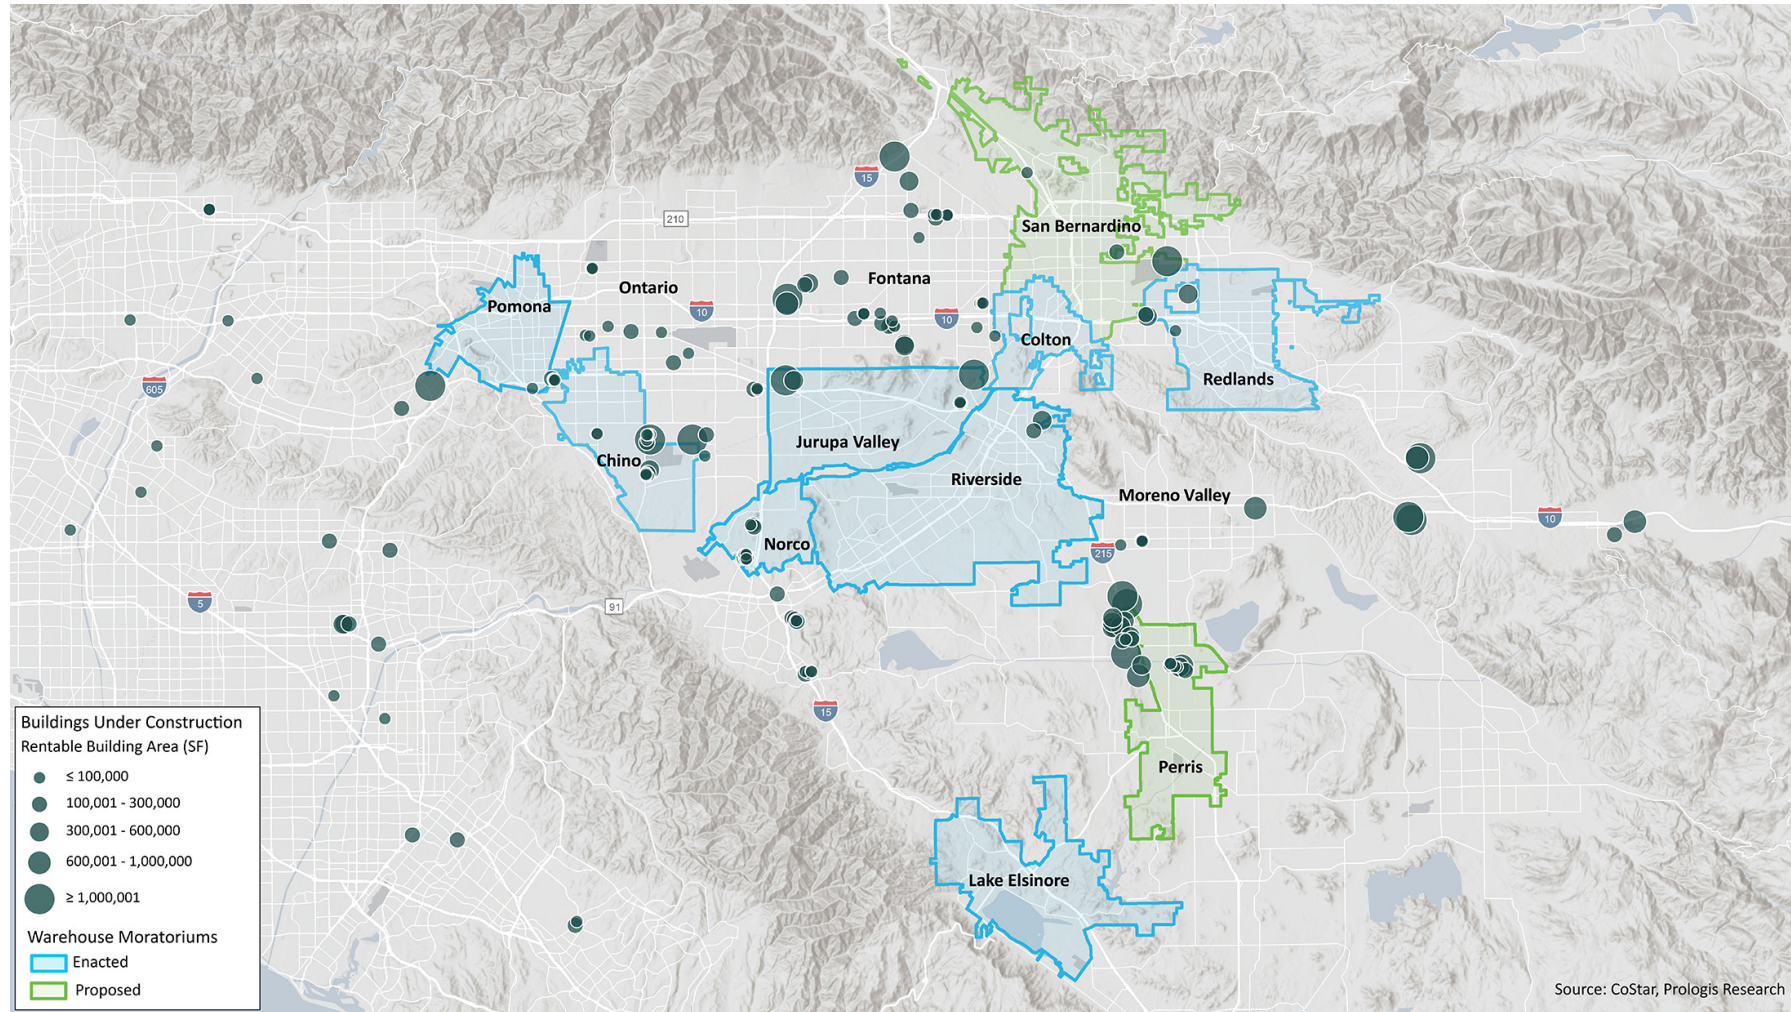 15
210
San Bernardino
Ontario
Fontana
Pomona
10
10
Colton
605
Redlands
Jurupa Valley
Chino
Riverside
Moreno Valley
10
Norco
215
5
91
15
Perris
Lake Elsinore
Buildings Under Construction
Rentable Building Area (SF)
≤ 100,000
100,001 - 300,000
300,001 - 600,000
600,001 - 1,000,000
≥ 1,000,001
Warehouse Moratoriums
Enacted
Proposed
Source: CoStar, Prologis Research